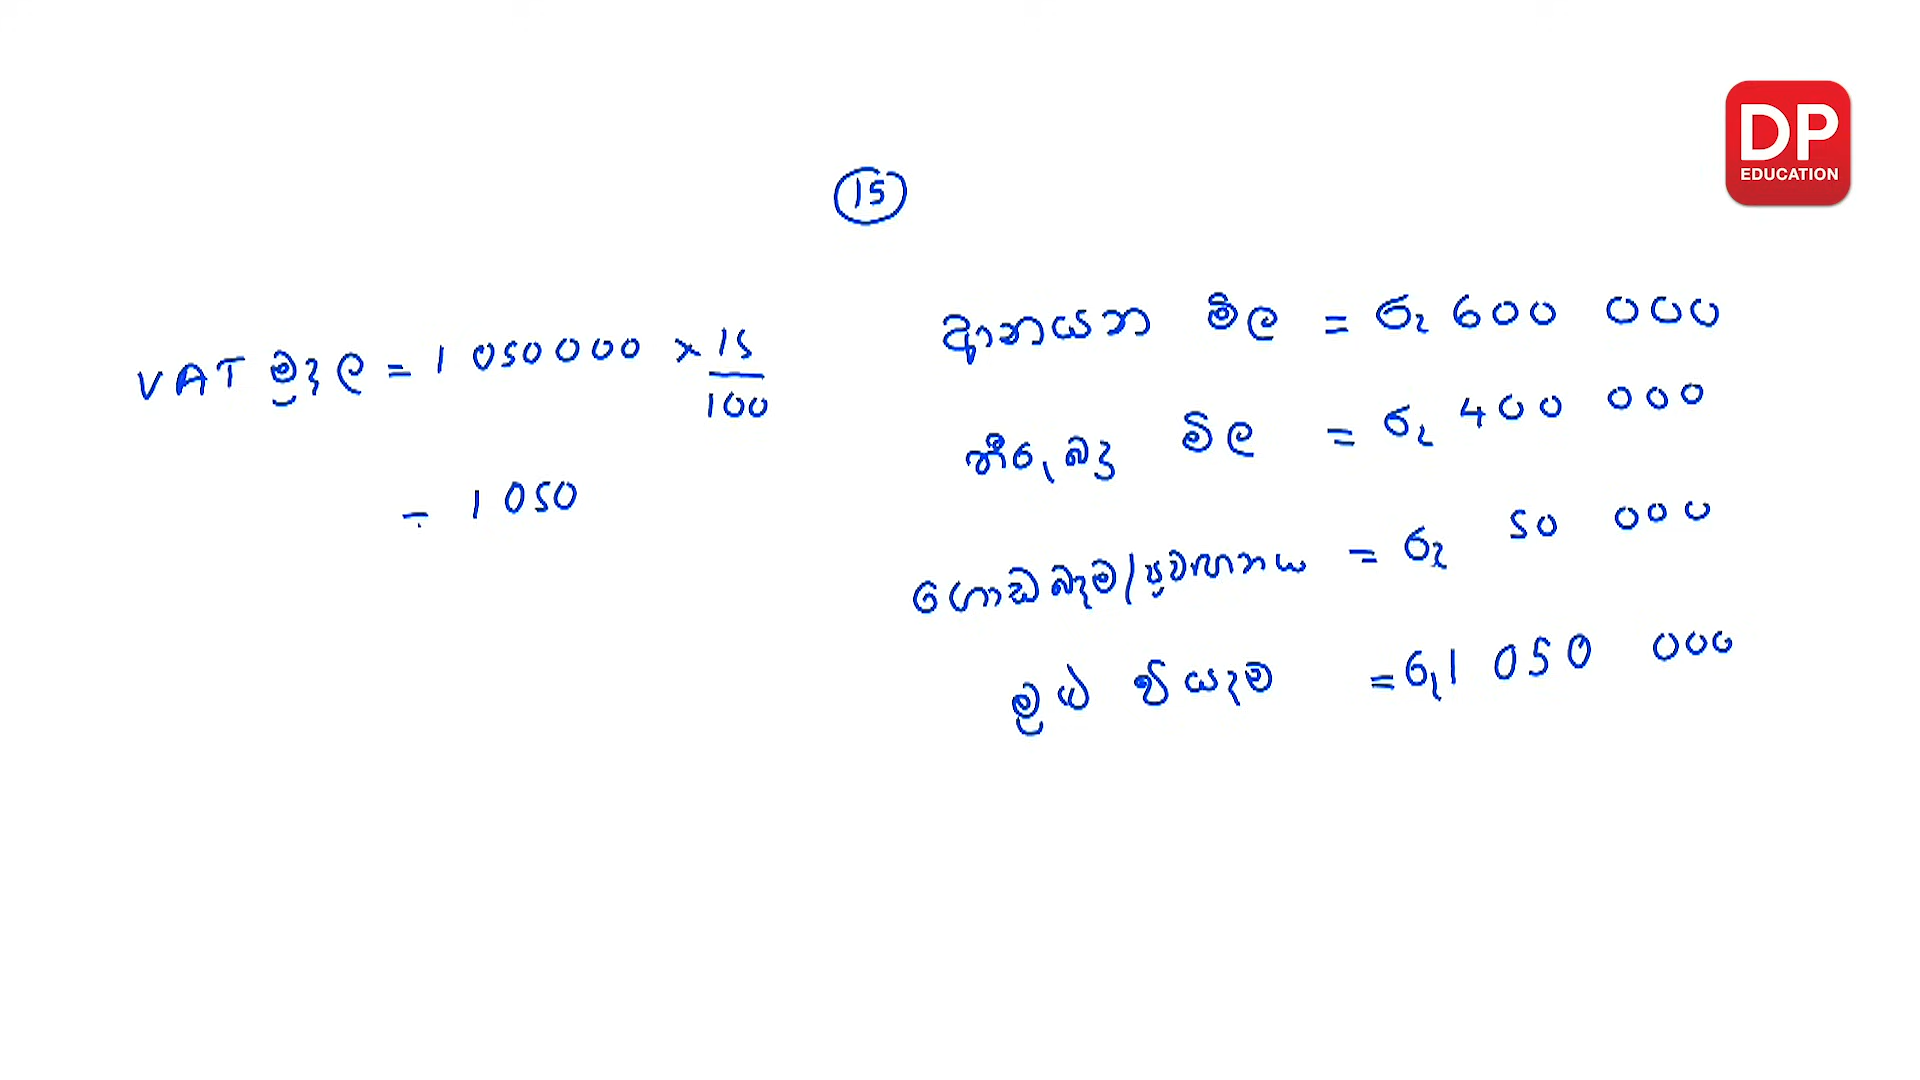 DP
EDUCATION
15
VAT මුදල = 1 050000 × 15/100
= 1 050
ආනයන මිල = රු 600 000
තීරු බදු මිල = රු 400 000
ගොඩබෑම/ප්‍රවාහනය = රු 50 000
මුළු වියදම = රු 1 050 000